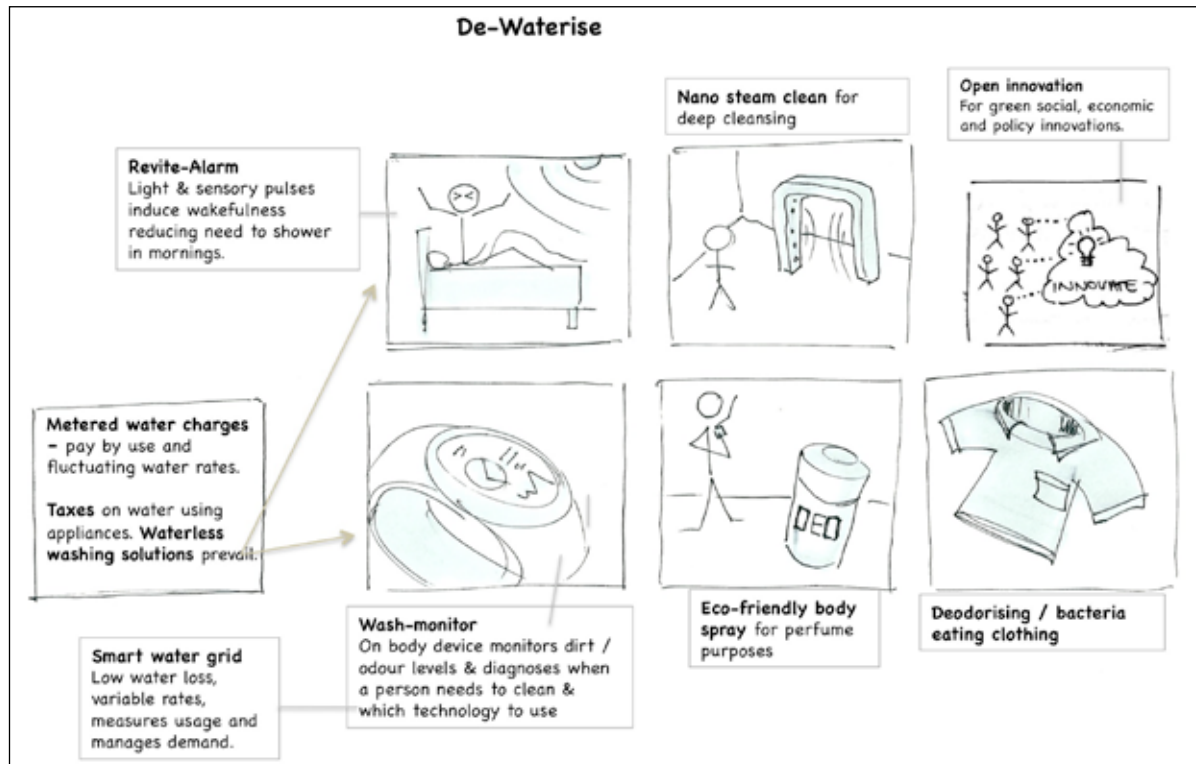 De-Waterise
Nano steam clean for
deep cleansing
Open innovation
For green social, economic
and policy innovations.
Revite-Alarm
Light & sensory pulses
induce wakefulness
reducing need to shower
in mornings.
INNOVATE
Metered water charges
– pay by use and
fluctuating water rates.
Taxes on water using
appliances. Waterless
washing solutions prevail.
DEO
Wash-monitor
On body device monitors dirt /
odour levels & diagnoses when
a person needs to clean &
which technology to use
Eco-friendly body
spray for perfume
purposes
Deodorising / bacteria
eating clothing
Smart water grid
Low water loss,
variable rates,
measures usage and
manages demand.